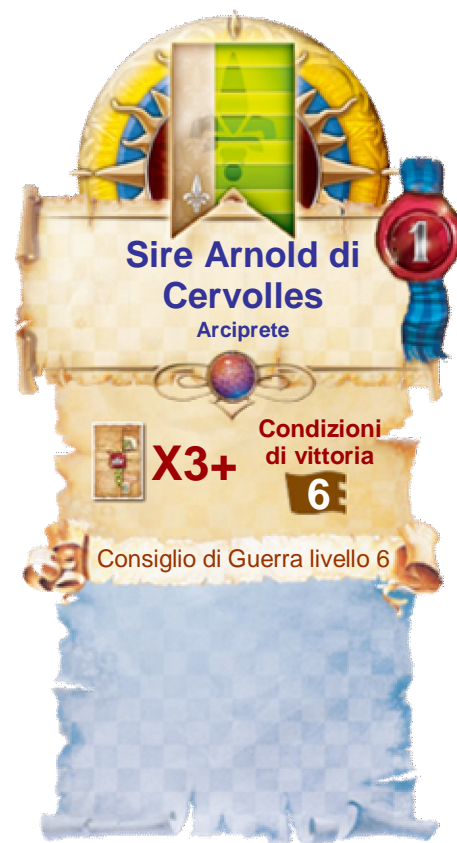 1
Sire Arnold di
Cervolles
Arciprete
X3+
Condizioni
di vittoria
6
Consiglio di Guerra livello 6